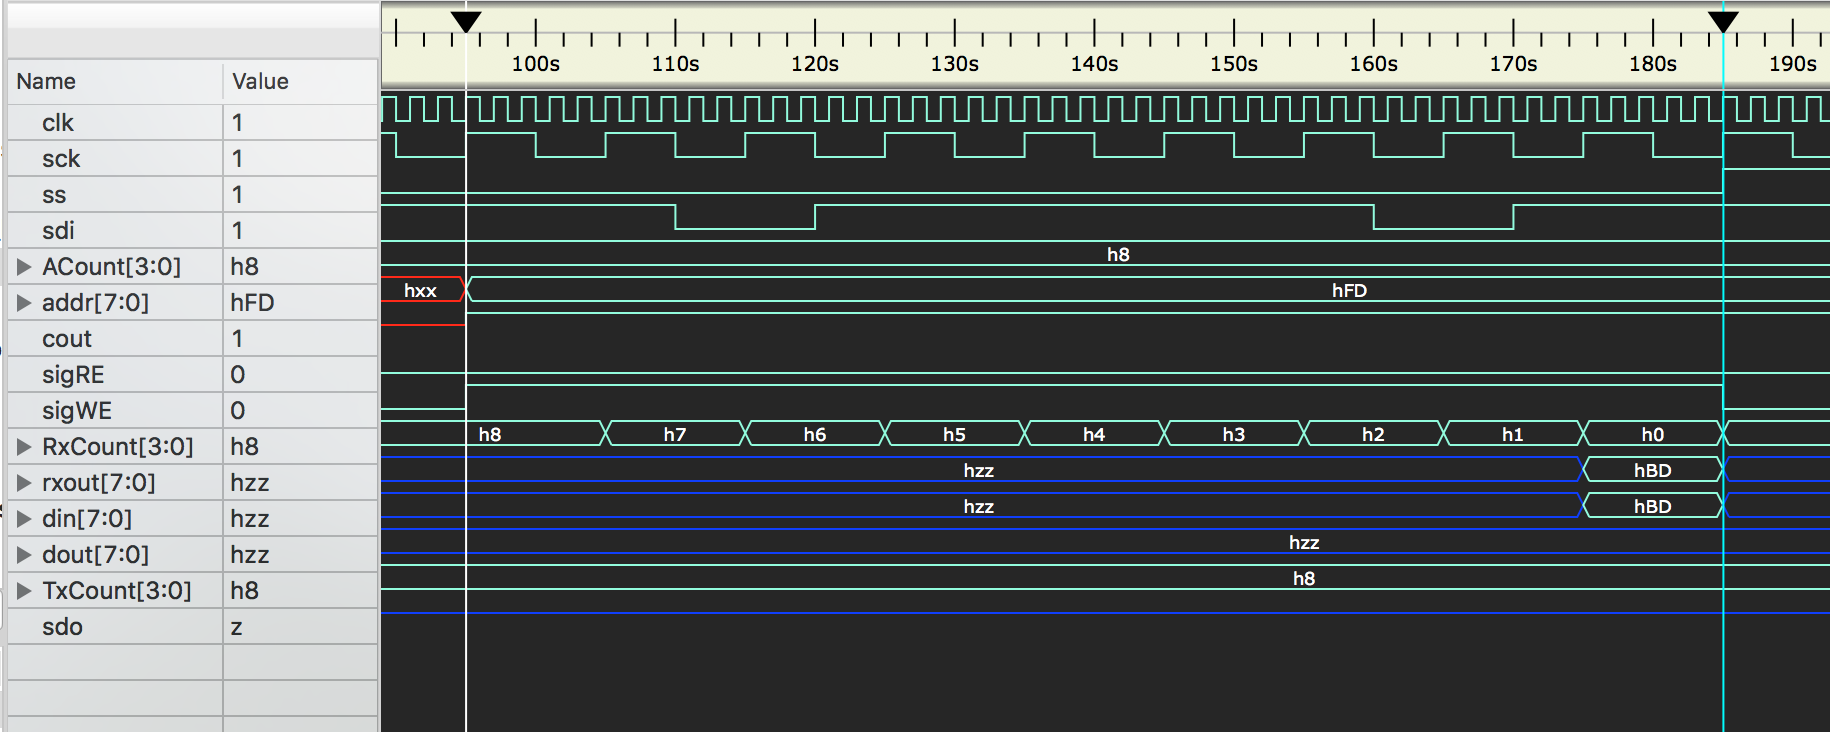 100s 110s 120s 130s 140s 150s 160s 170s 180s 190s
Name Value
clk 1
sck 1
ss 1
sdi 1
ACount[3:0] h8 h8
addr[7:0] hFD hxx hFD
cout 1
sigRE 0
sigWE 0
RxCount[3:0] h8 h8 h7 h6 h5 h4 h3 h2 h1 h0
rxout[7:0] hzz hzz hBD
din[7:0] hzz hzz hBD
dout[7:0] hzz hzz
TxCount[3:0] h8 h8
sdo z